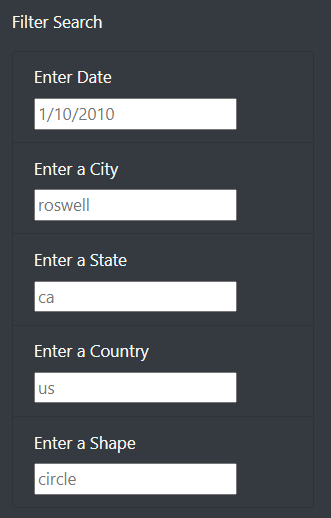 Filter Search
Enter Date
1/10/2010
Enter a City
roswell
Enter a State
ca
Enter a Country
us
Enter a Shape
circle